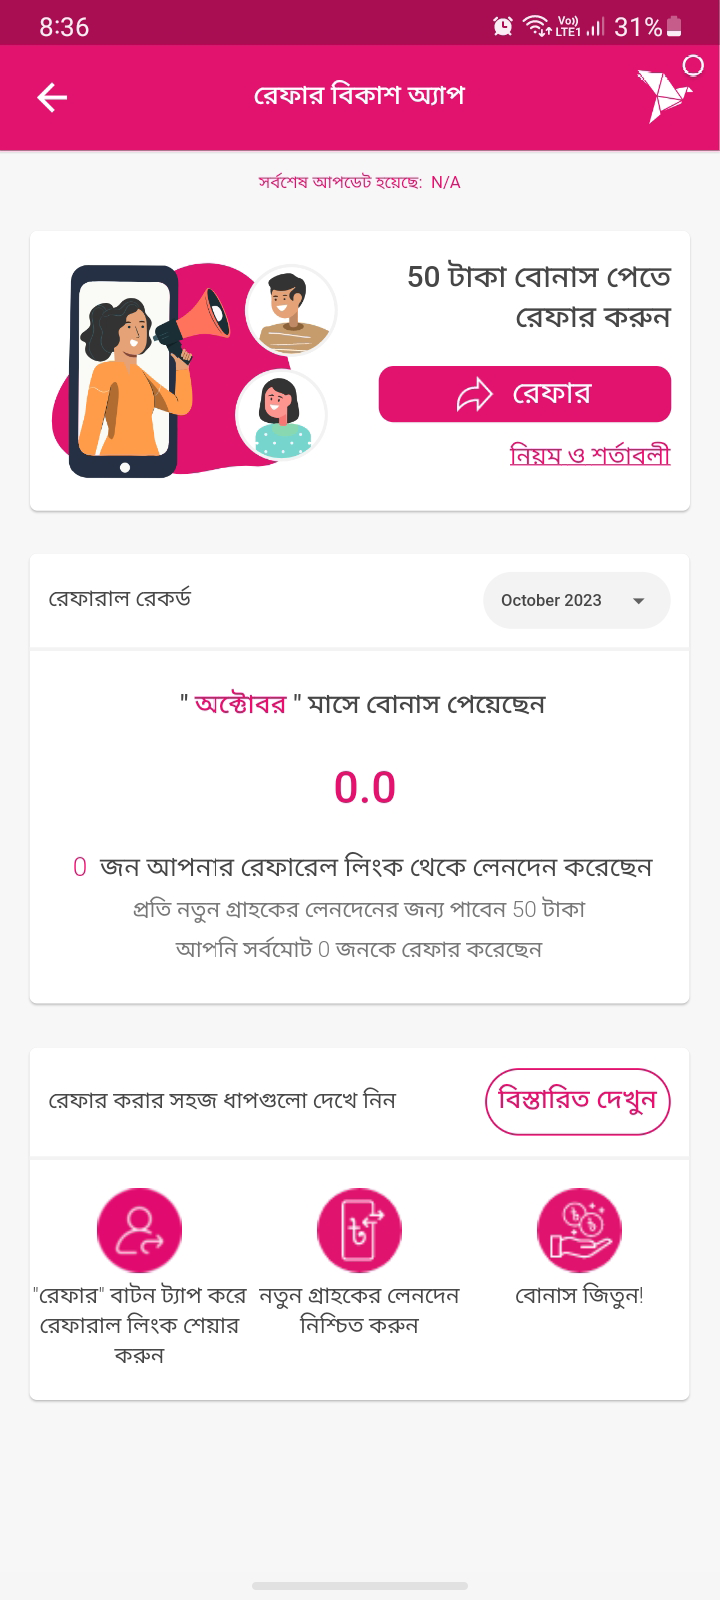 8:36
Vo)) LTE1 31%
রেফার বিকাশ অ্যাপ
সর্বশেষ আপডেট হয়েছে: N/A
50 টাকা বোনাস পেতে
রেফার করুন
রেফার
নিয়ম ও শর্তাবলী
রেফারাল রেকর্ড
October 2023
" অক্টোবর " মাসে বোনাস পেয়েছেন
0.0
0 জন আপনার রেফারেল লিংক থেকে লেনদেন করেছেন
প্রতি নতুন গ্রাহকের লেনদেনের জন্য পাবেন 50 টাকা
আপনি সর্বমোট 0 জনকে রেফার করেছেন
রেফার করার সহজ ধাপগুলো দেখে নিন
বিস্তারিত দেখুন
"রেফার" বাটন ট্যাপ করে
রেফারাল লিংক শেয়ার
করুন
নতুন গ্রাহকের লেনদেন
নিশ্চিত করুন
বোনাস জিতুন!